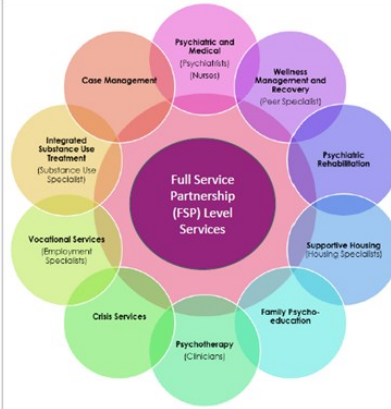 Psychiatric and
Medical
(Psychiatrists)
(Nurses)
Wellness
Management and
Recovery
(Peer Specialist)
Psychiatric
Rehabilitation
Supportive Housing
(Housing Specialists)
Family Psycho-
education
Psychotherapy
(Clinicians)
Crisis Services
Vocational Services
(Employment
Specialists)
Integrated
Substance Use
Treatment
(Substance Use
Specialist)
Case Management
Full Service
Partnership
(FSP) Level
Services